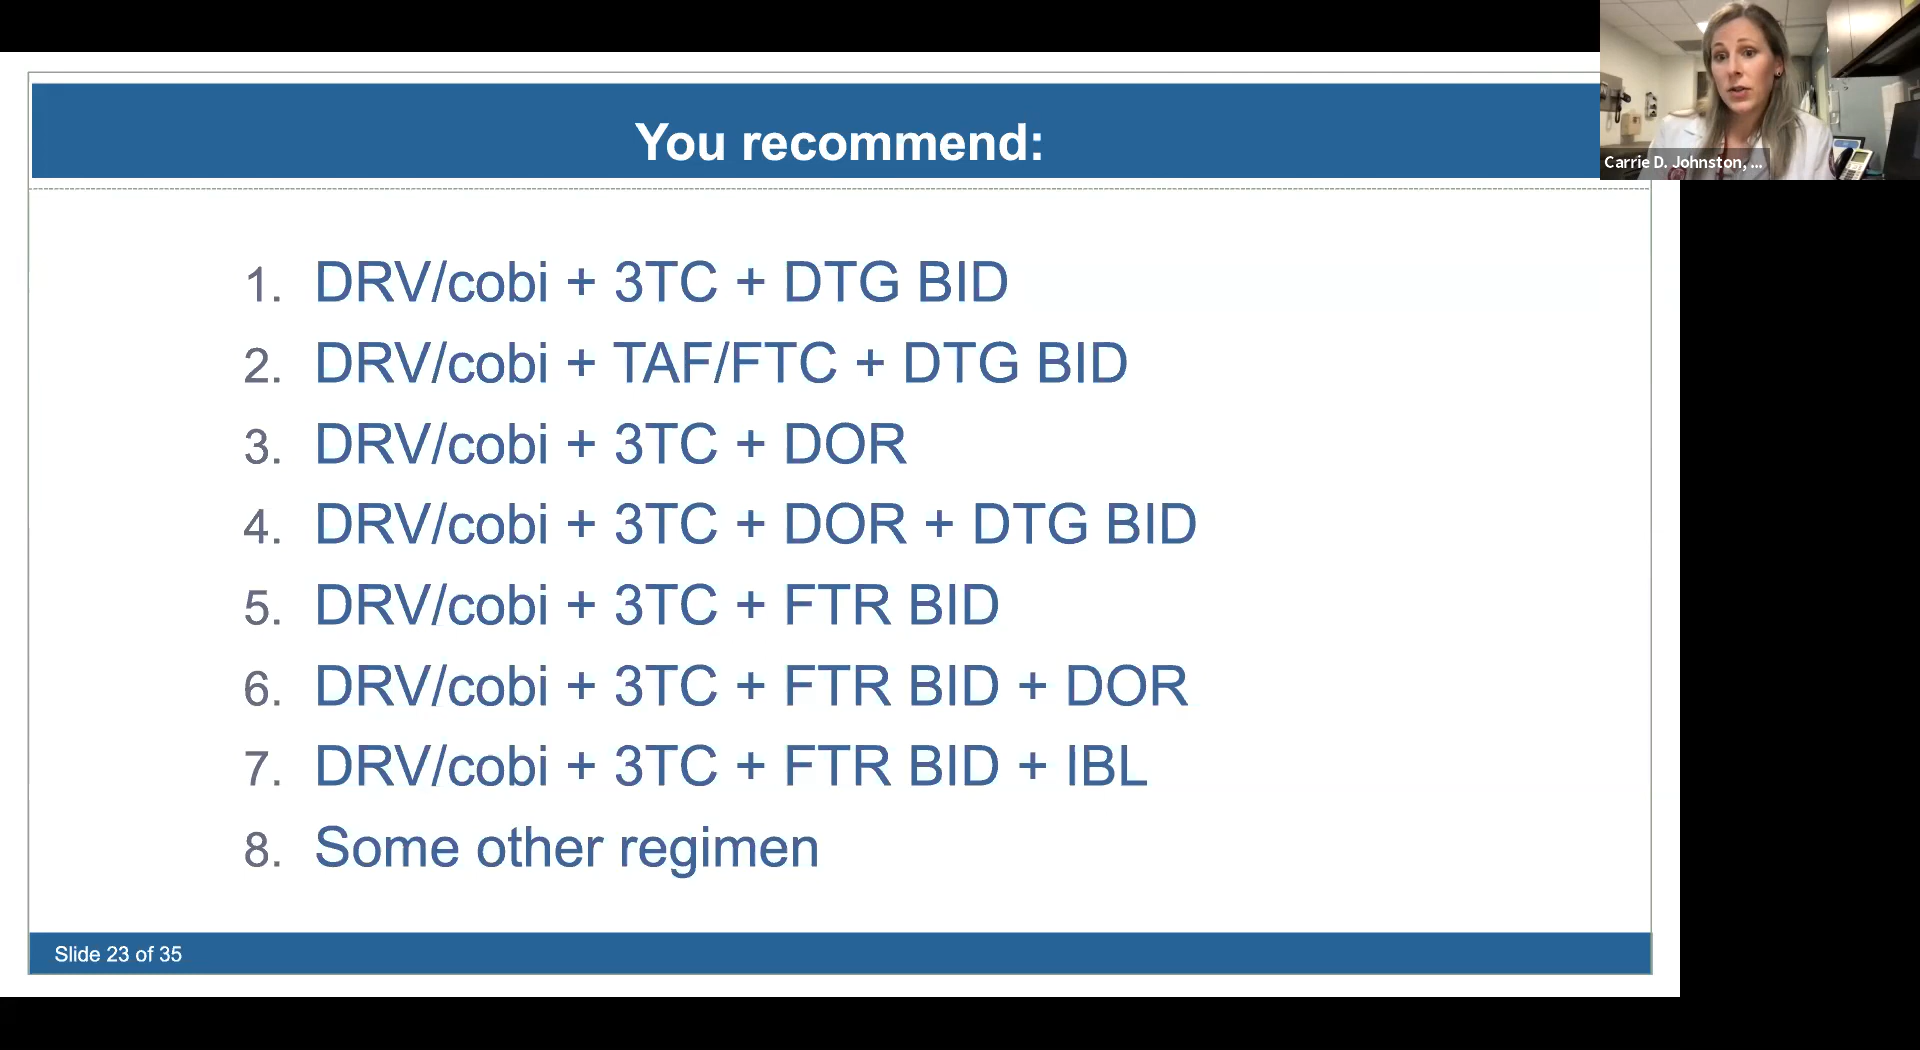 You recommend:
Carrie D. Johnston, ...
1. DRV/cobi + 3TC + DTG BID
2. DRV/cobi + TAF/FTC + DTG BID
3. DRV/cobi + 3TC + DOR
4. DRV/cobi + 3TC + DOR + DTG BID
5. DRV/cobi + 3TC + FTR BID
6. DRV/cobi + 3TC + FTR BID + DOR
7. DRV/cobi + 3TC + FTR BID + IBL
8. Some other regimen
Slide 23 of 35